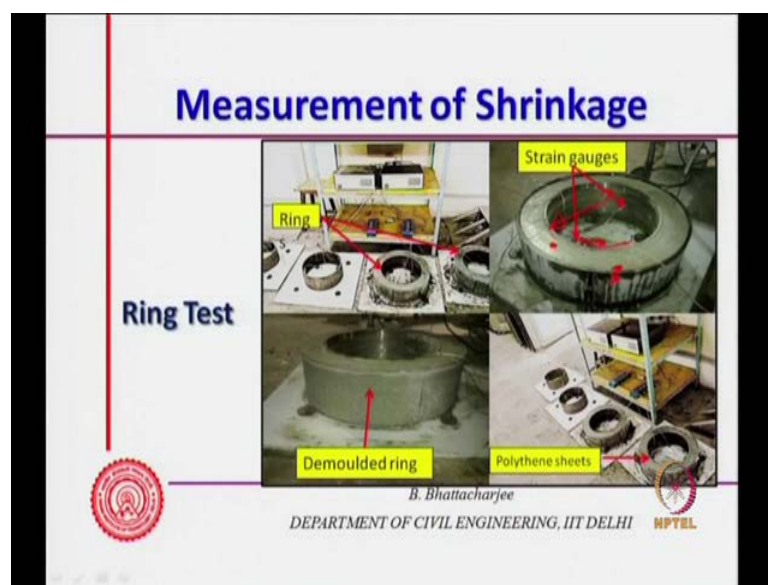 Measurement of Shrinkage
Ring Test
Ring
Strain gauges
Demoulded ring
Polythene sheets
B. Bhattacharjee
DEPARTMENT OF CIVIL ENGINEERING, IIT DELHI
NPTEL